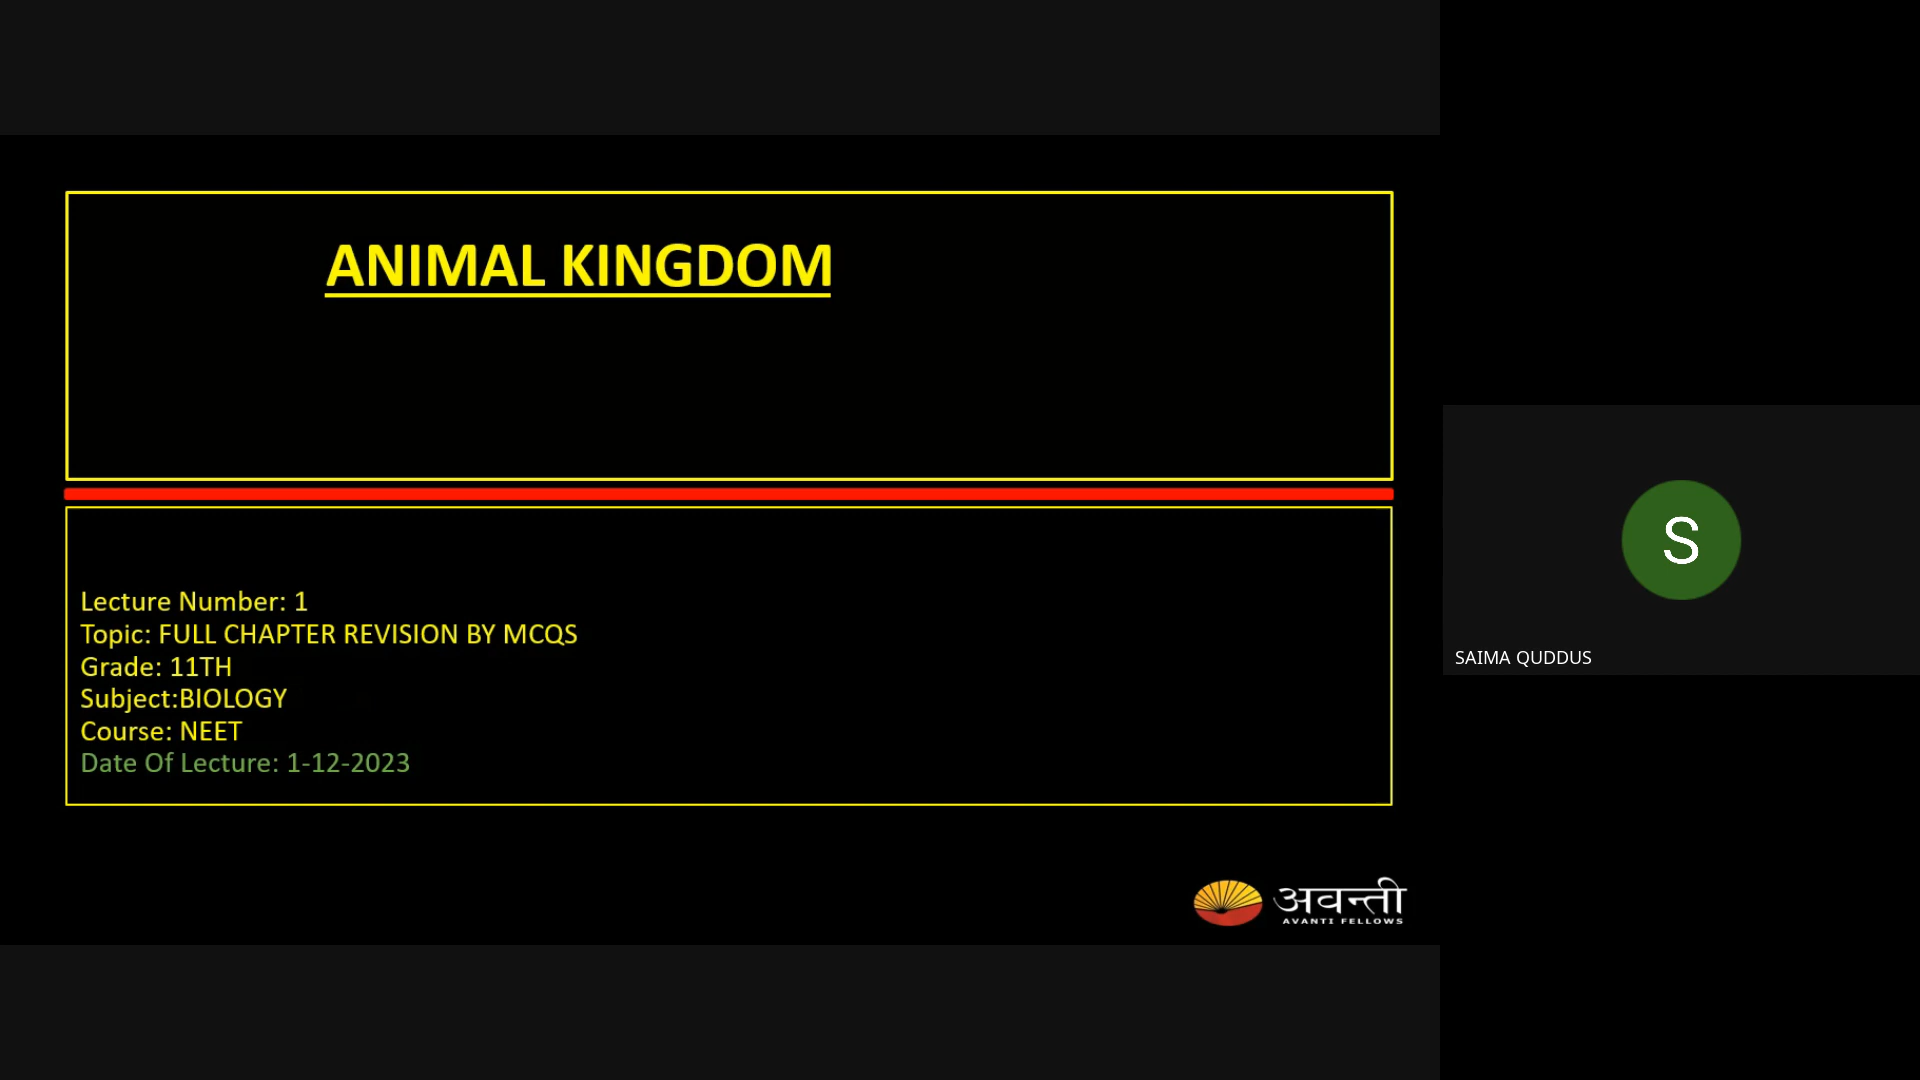 ANIMAL KINGDOM
Lecture Number: 1
Topic: FULL CHAPTER REVISION BY MCQS
Grade: 11TH
Subject:BIOLOGY
Course: NEET
Date Of Lecture: 1-12-2023
अवन्ती
AVANTI FELLOWS
S
SAIMA QUDDUS